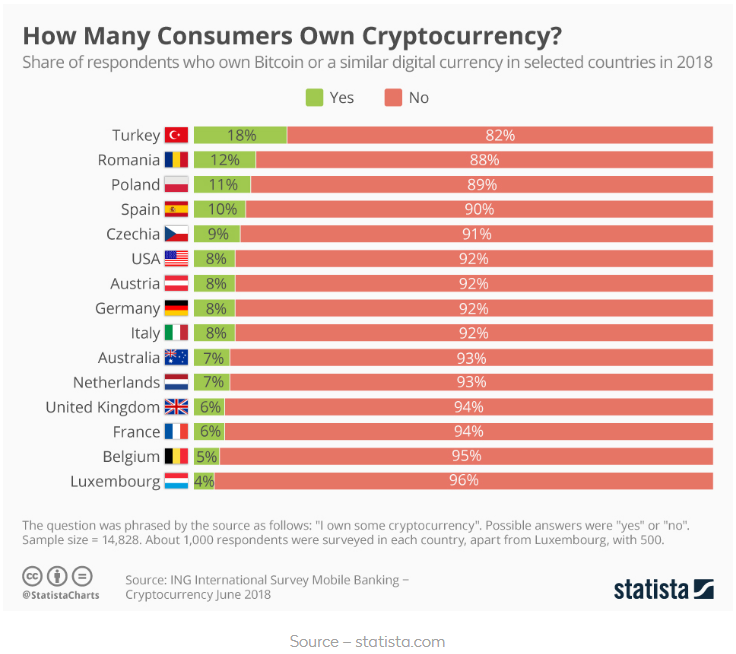 How Many Consumers Own Cryptocurrency?
Share of respondents who own Bitcoin or a similar digital currency in selected countries in 2018
Yes No
Turkey 18% 82%
Romania 12% 88%
Poland 11% 89%
Spain 10% 90%
Czechia 9% 91%
USA 8% 92%
Austria 8% 92%
Germany 8% 92%
Italy 8% 92%
Australia 7% 93%
Netherlands 7% 93%
United Kingdom 6% 94%
France 6% 94%
Belgium 5% 95%
Luxembourg 4% 96%
The question was phrased by the source as follows: "I own some cryptocurrency". Possible answers were "yes" or "no".
Sample size = 14,828. About 1,000 respondents were surveyed in each country, apart from Luxembourg, with 500.
cc
@StatistaCharts
Source: ING International Survey Mobile Banking –
Cryptocurrency June 2018
statista
Source – statista.com